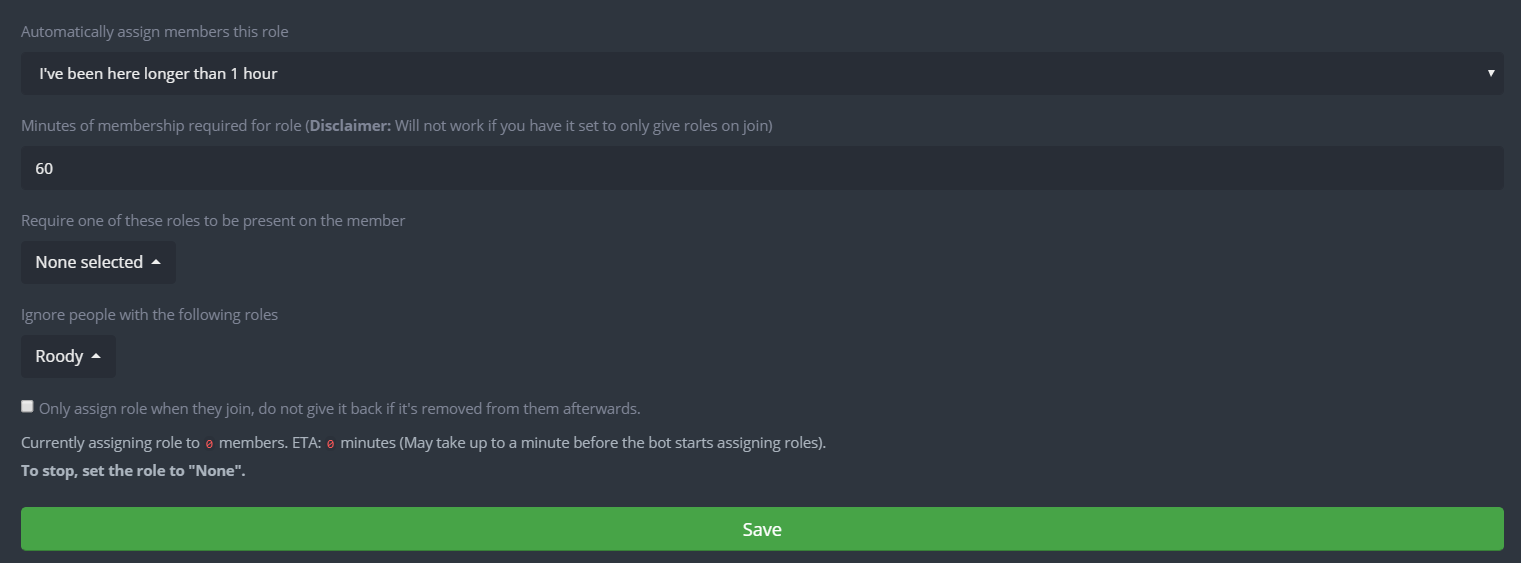 Automatically assign members this role
I've been here longer than 1 hour
Minutes of membership required for role (Disclaimer: Will not work if you have it set to only give roles on join)
60
Require one of these roles to be present on the member
None selected
Ignore people with the following roles
Roody
Only assign role when they join, do not give it back if it's removed from them afterwards.
Currently assigning role to 0 members. ETA: 0 minutes (May take up to a minute before the bot starts assigning roles).
To stop, set the role to "None".
Save